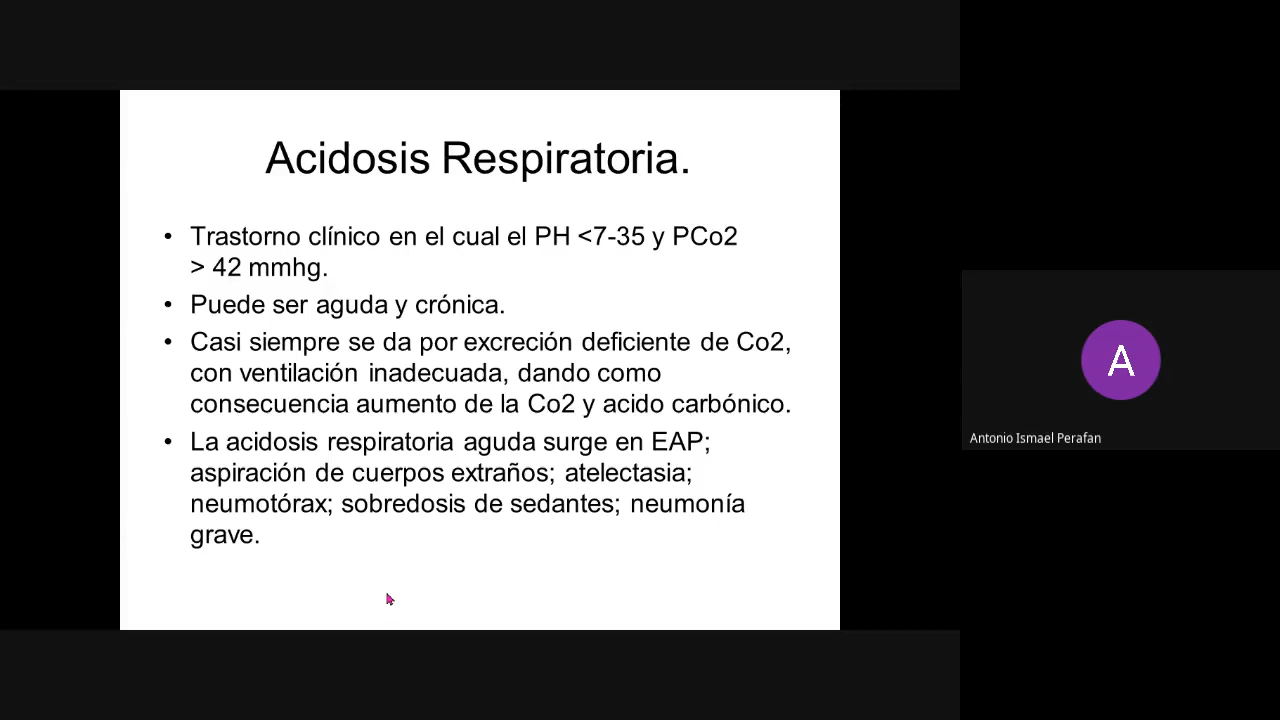 Acidosis Respiratoria.
• Trastorno clínico en el cual el PH <7-35 y PCo2
> 42 mmhg.
• Puede ser aguda y crónica.
• Casi siempre se da por excreción deficiente de Co2,
con ventilación inadecuada, dando como
consecuencia aumento de la Co2 y acido carbónico.
• La acidosis respiratoria aguda surge en EAP;
aspiración de cuerpos extraños; atelectasia;
neumotórax; sobredosis de sedantes; neumonía
grave.
A
Antonio Ismael Perafan